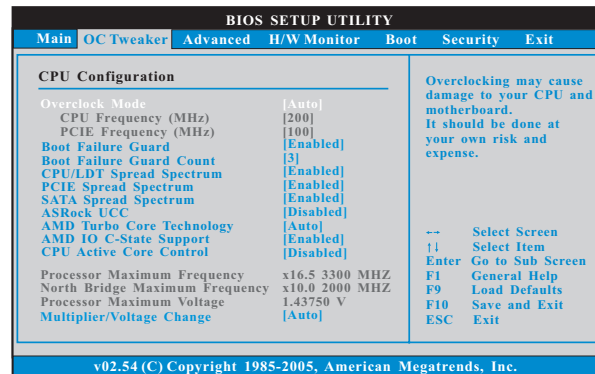 BIOS SETUP UTILITY
Main OC Tweaker Advanced H/W Monitor Boot Security Exit
CPU Configuration
Overclock Mode [Auto]
CPU Frequency (MHz) [200]
PCIE Frequency (MHz) [100]
Boot Failure Guard [Enabled]
Boot Failure Guard Count [3]
CPU/LDT Spread Spectrum [Enabled]
PCIE Spread Spectrum [Enabled]
SATA Spread Spectrum [Enabled]
ASRock UCC [Disabled]
AMD Turbo Core Technology [Auto]
AMD IO C-State Support [Enabled]
CPU Active Core Control [Disabled]
Processor Maximum Frequency x16.5 3300 MHZ
North Bridge Maximum Frequency x10.0 2000 MHZ
Processor Maximum Voltage 1.43750 V
Multiplier/Voltage Change [Auto]
Overclocking may cause
damage to your CPU and
motherboard.
It should be done at
your own risk and
expense.
←→ Select Screen
↑↓ Select Item
Enter Go to Sub Screen
F1 General Help
F9 Load Defaults
F10 Save and Exit
ESC Exit
v02.54 (C) Copyright 1985-2005, American Megatrends, Inc.